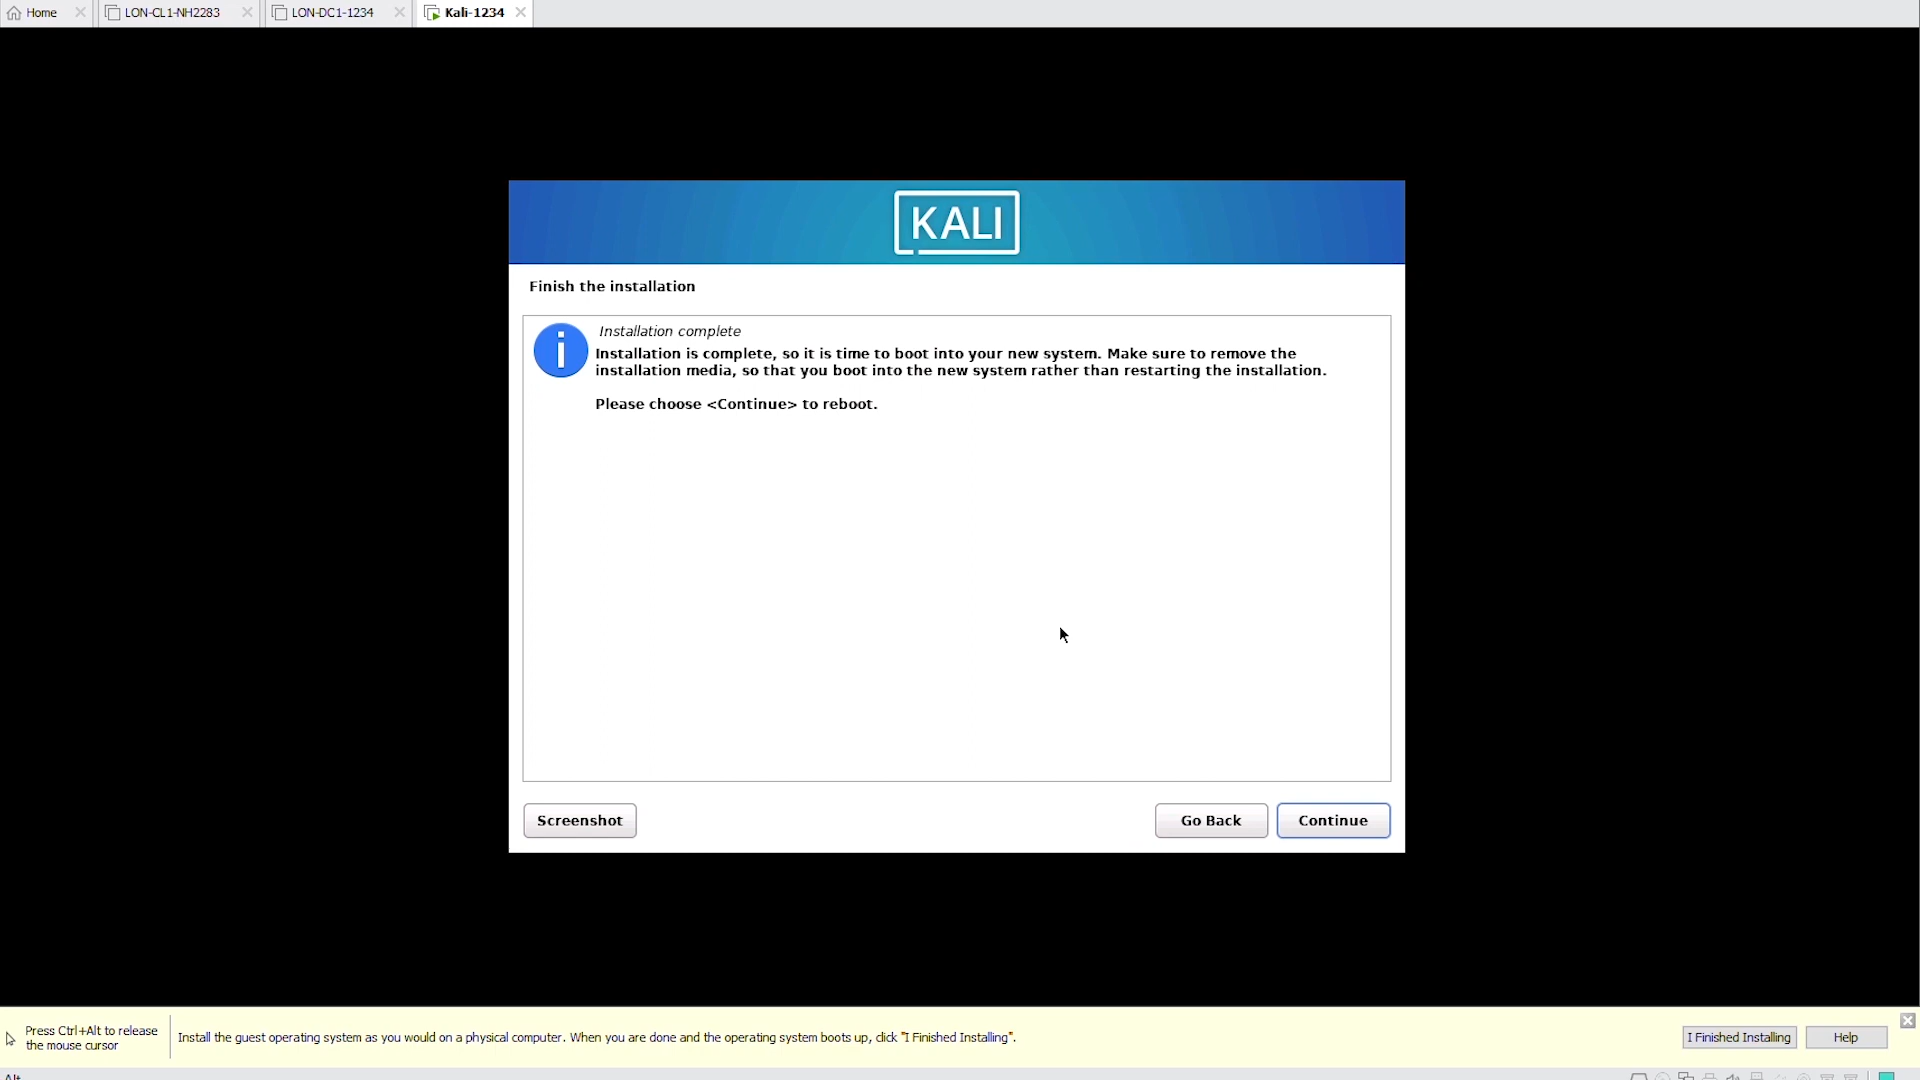 Home
LON-CL1-NH2283
LON-DC1-1234
Kali-1234
KALI
Finish the installation
Installation complete
Installation is complete, so it is time to boot into your new system. Make sure to remove the
installation media, so that you boot into the new system rather than restarting the installation.
Please choose <Continue> to reboot.
Screenshot
Go Back
Continue
Press Ctrl+Alt to release
the mouse cursor
Install the guest operating system as you would on a physical computer. When you are done and the operating system boots up, click "I Finished Installing".
I Finished Installing
Help
Alt